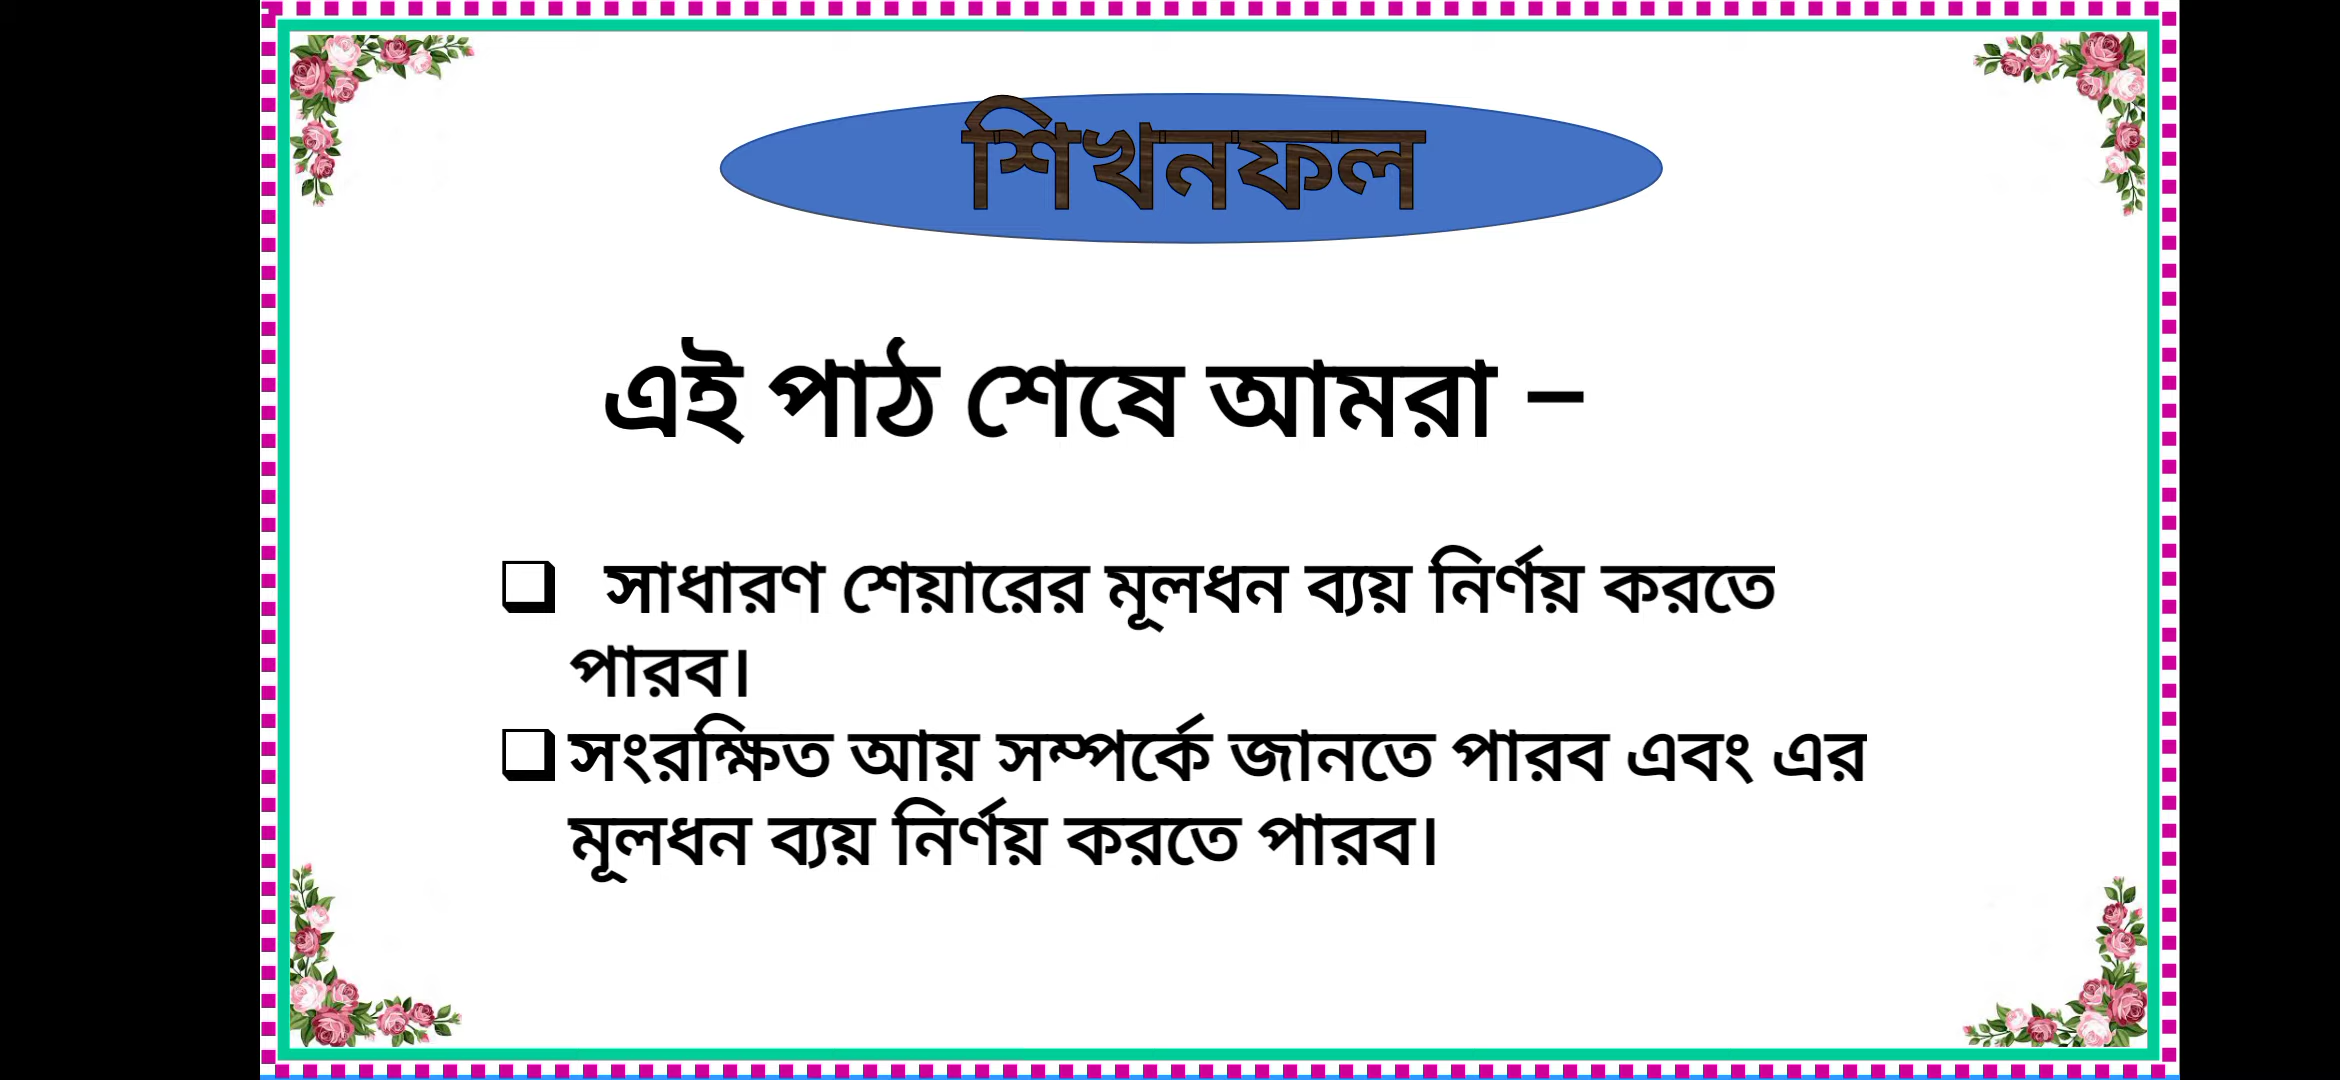 শিখনফল
এই পাঠ শেষে আমরা –
❑ সাধারণ শেয়ারের মূলধন ব্যয় নির্ণয় করতে
পারব।
❑ সংরক্ষিত আয় সম্পর্কে জানতে পারব এবং এর
মূলধন ব্যয় নির্ণয় করতে পারব।